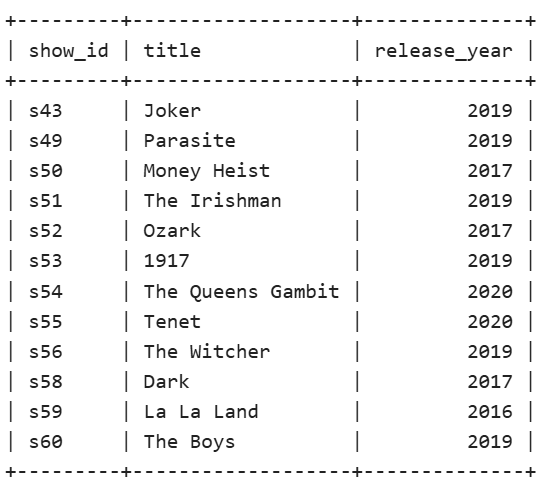 +---------+-------------------+--------------+
| show_id | title             | release_year |
+---------+-------------------+--------------+
| s43     | Joker             |         2019 |
| s49     | Parasite          |         2019 |
| s50     | Money Heist       |         2017 |
| s51     | The Irishman      |         2019 |
| s52     | Ozark             |         2017 |
| s53     | 1917              |         2019 |
| s54     | The Queens Gambit |         2020 |
| s55     | Tenet             |         2020 |
| s56     | The Witcher       |         2019 |
| s58     | Dark              |         2017 |
| s59     | La La Land        |         2016 |
| s60     | The Boys          |         2019 |
+---------+-------------------+--------------+